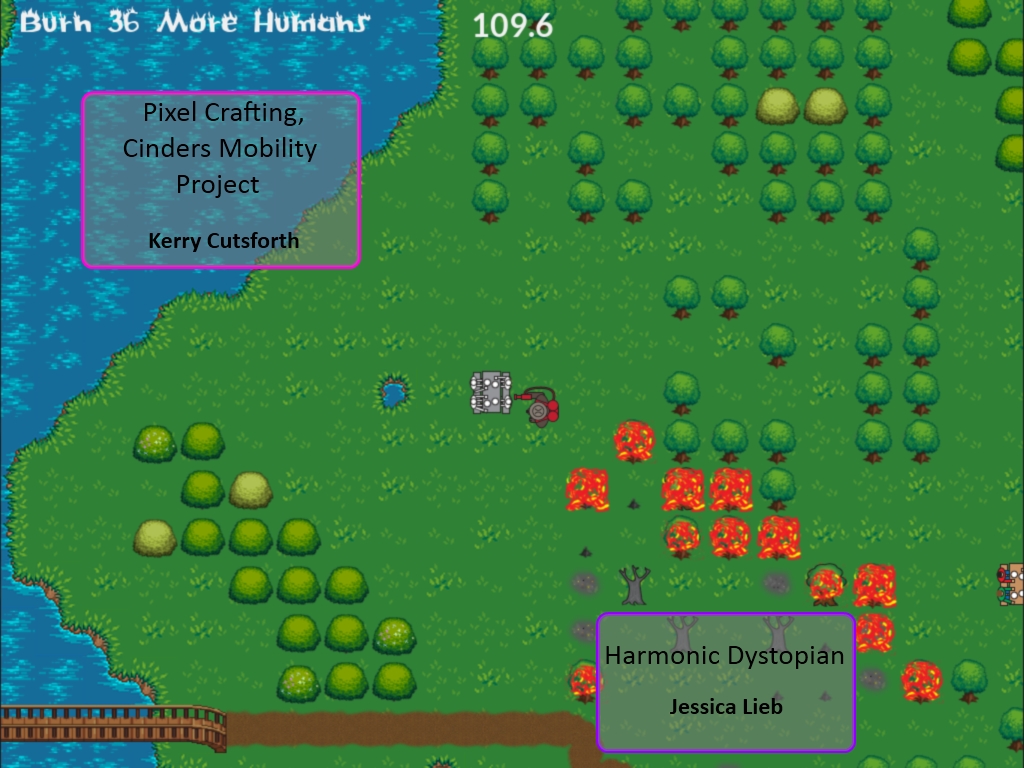 Burn 36 More Humans
109.6
Pixel Crafting,
Cinders Mobility
Project
Kerry Cutsforth
Harmonic Dystopian
Jessica Lieb